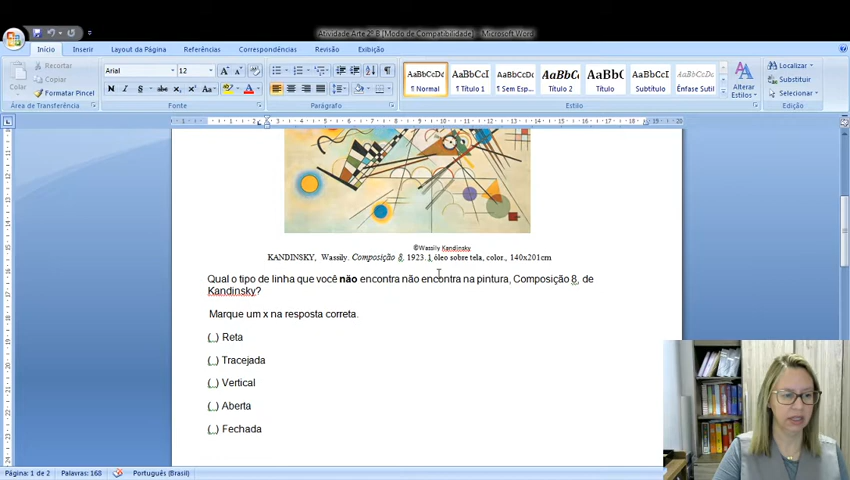 Atividade Arte 2º B [Modo de Compatibilidade] - Microsoft Word
Início Inserir Layout da Página Referências Correspondências Revisão Exibição
Colar
Recortar
Copiar
Formatar Pincel
Área de Transferência
Arial 12
Fonte
Parágrafo
AaBbCcDc AaBbCcI AaBbCcDc AaBbCc AaBbCc AaBbCcDc AaBbCcDc
¶ Normal ¶ Título 1 ¶ Sem Esp... Título 2 Título Subtítulo Ênfase Sutil
Alterar Estilos
Estilo
Localizar
Substituir
Selecionar
Edição
©Wassily Kandinsky
KANDINSKY, Wassily. Composição 8, 1923. 1 óleo sobre tela, color., 140x201cm
Qual o tipo de linha que você não encontra não encontra na pintura, Composição 8, de
Kandinsky?
Marque um x na resposta correta.
( ) Reta
( ) Tracejada
( ) Vertical
( ) Aberta
( ) Fechada
Página: 1 de 2 Palavras: 168 Português (Brasil)